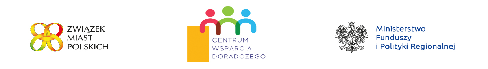 ZWIĄZEK
MIAST
POLSKICH
CENTRUM
WSPARCIA
DORADCZEGO
Ministerstwo
Funduszy
i Polityki Regionalnej